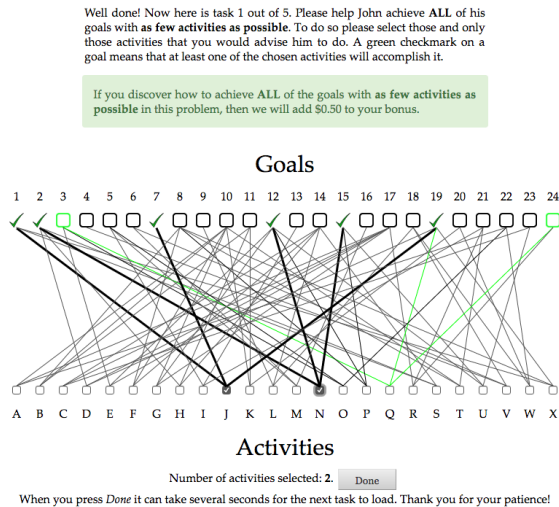 Well done! Now here is task 1 out of 5. Please help John achieve ALL of his
goals with as few activities as possible. To do so please select those and only
those activities that you would advise him to do. A green checkmark on a
goal means that at least one of the chosen activities will accomplish it.
If you discover how to achieve ALL of the goals with as few activities as
possible in this problem, then we will add $0.50 to your bonus.
Goals
1 2 3 4 5 6 7 8 9 10 11 12 13 14 15 16 17 18 19 20 21 22 23 24
A B C D E F G H I J K L M N O P Q R S T U V W X
Activities
Number of activities selected: 2. Done
When you press Done it can take several seconds for the next task to load. Thank you for your patience!